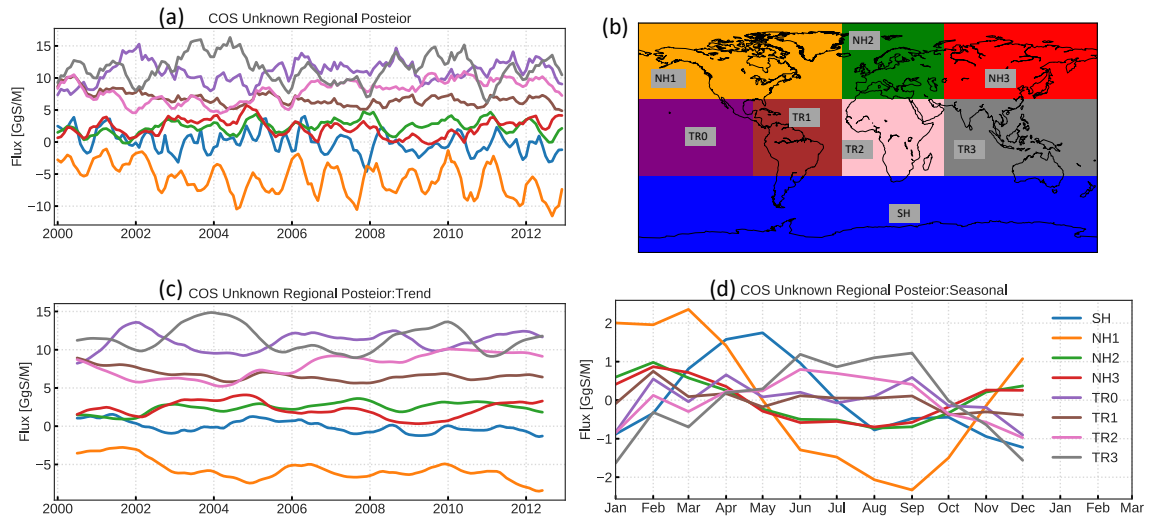 (a)
COS Unknown Regional Posteior
Flux [GgS/M]
15
10
5
0
−5
−10
2000 2002 2004 2006 2008 2010 2012
(b)
NH1
NH2
NH3
TR0
TR1
TR2
TR3
SH
(c)
COS Unknown Regional Posteior:Trend
Flux [GgS/M]
15
10
5
0
−5
2000 2002 2004 2006 2008 2010 2012
(d)
COS Unknown Regional Posteior:Seasonal
Flux [GgS/M]
2
1
0
−1
−2
Jan Feb Mar Apr May Jun Jul Aug Sep Oct Nov Dec Jan Feb Mar
SH
NH1
NH2
NH3
TR0
TR1
TR2
TR3